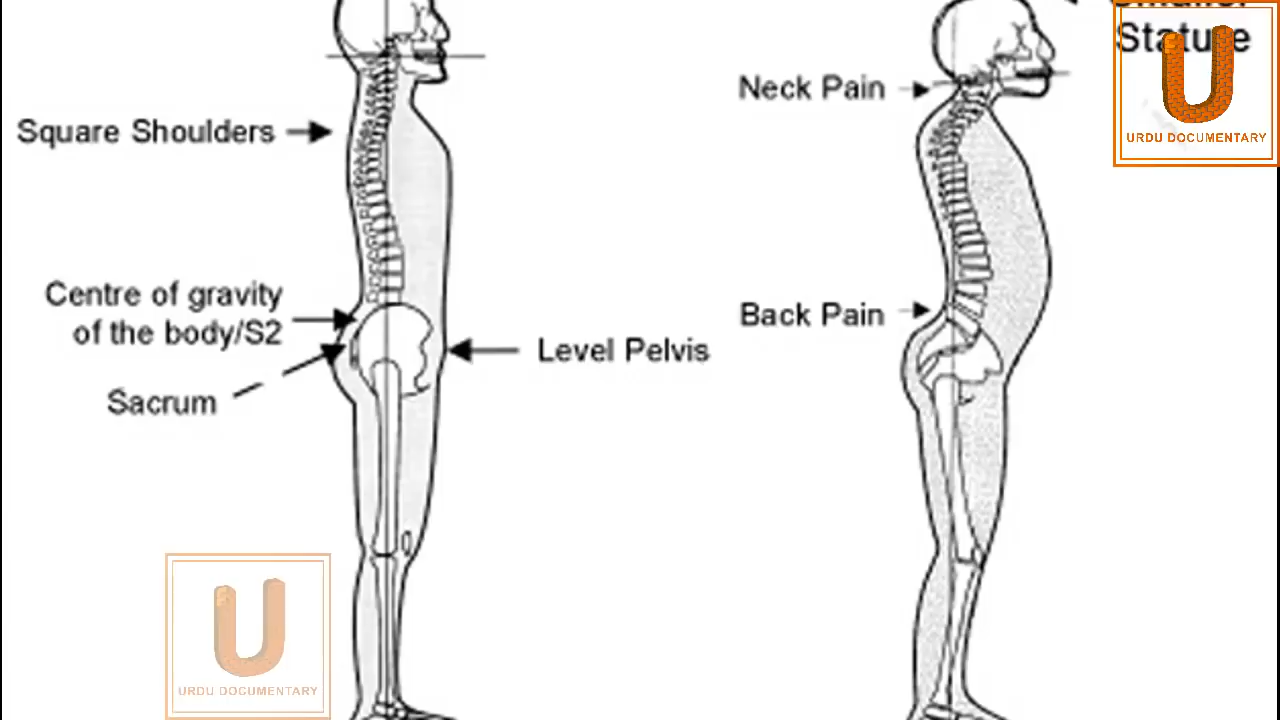 Smaller
Stature
URDU DOCUMENTARY
Neck Pain
Square Shoulders
Centre of gravity
of the body/S2
Back Pain
Level Pelvis
Sacrum
URDU DOCUMENTARY